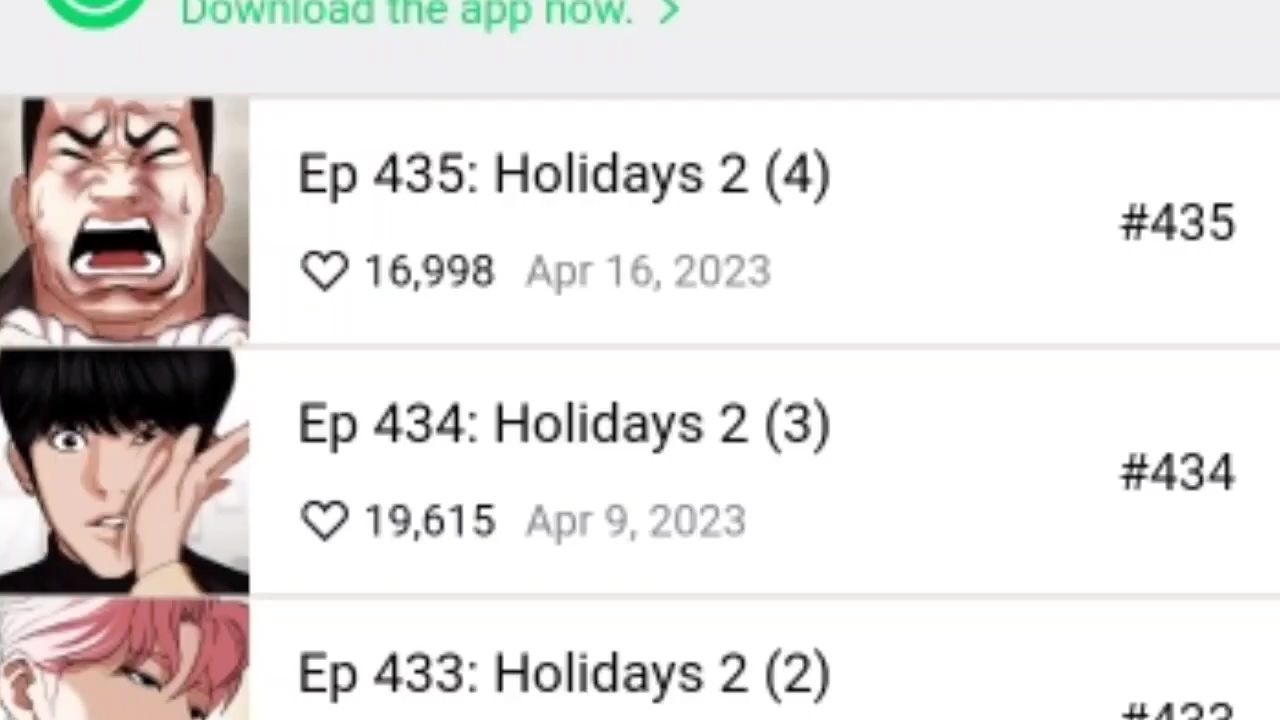 Download the app now. >
Ep 435: Holidays 2 (4)
#435
16,998 Apr 16, 2023
Ep 434: Holidays 2 (3)
#434
19,615 Apr 9, 2023
Ep 433: Holidays 2 (2)
#433